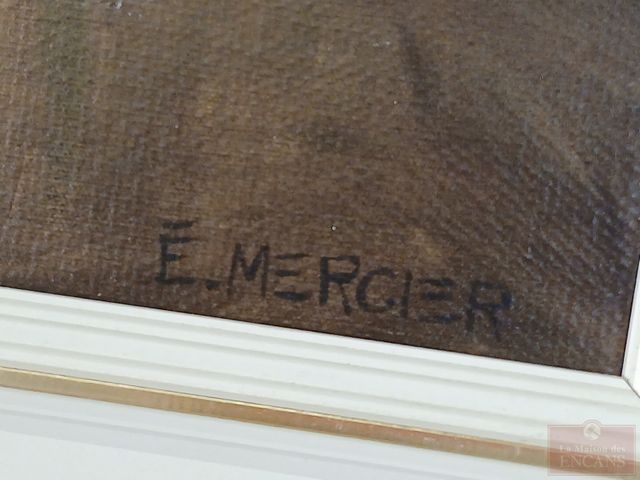 E. MERCIER
La Maison des
ENCANS